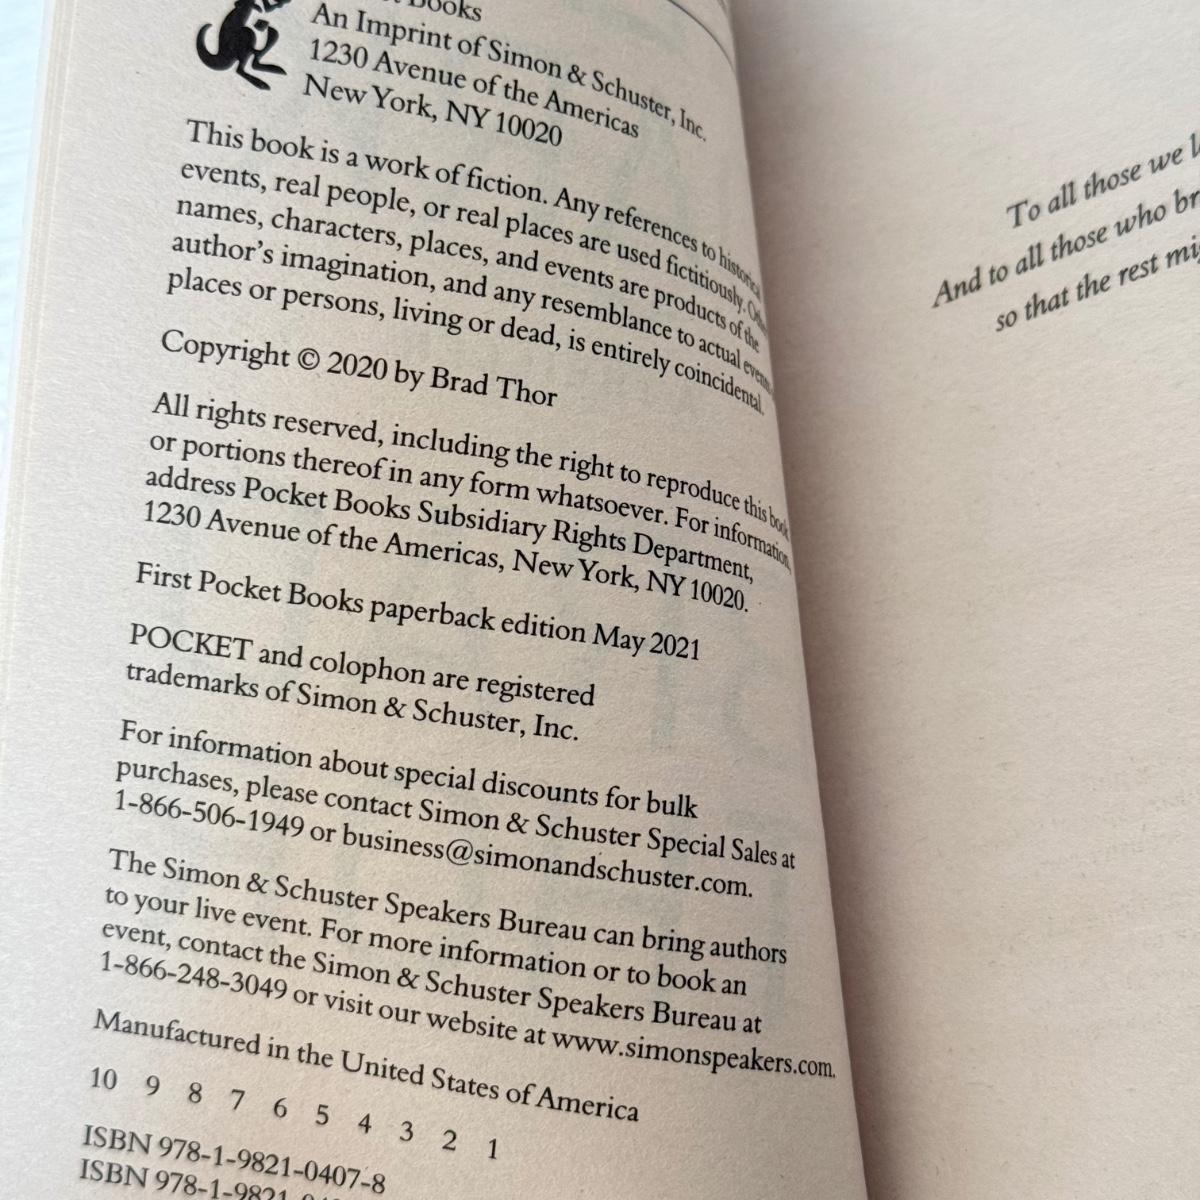 Books
An Imprint of Simon & Schuster, Inc.
1230 Avenue of the Americas
New York, NY 10020
This book is a work of fiction. Any references to historical
events, real people, or real places are used fictitiously.
names, characters, places, and events are products of the
author's imagination, and any resemblance to actual events
places or persons, living or dead, is entirely coincidental.
Copyright © 2020 by Brad Thor
All rights reserved, including the right to reproduce this book
or portions thereof in any form whatsoever. For information,
address Pocket Books Subsidiary Rights Department,
1230 Avenue of the Americas, New York, NY 10020.
First Pocket Books paperback edition May 2021
POCKET and colophon are registered
trademarks of Simon & Schuster, Inc.
For information about special discounts for bulk
purchases, please contact Simon & Schuster Special Sales at
1-866-506-1949 or business@simonandschuster.com.
The Simon & Schuster Speakers Bureau can bring authors
to your live event. For more information or to book an
event, contact the Simon & Schuster Speakers Bureau at
1-866-248-3049 or visit our website at www.simonspeakers.com.
Manufactured in the United States of America
10 9 8 7 6 5 4 3 2 1
ISBN 978-1-9821-0407-8
ISBN 978-1-9821
To all those we
And to all those who
so that the rest